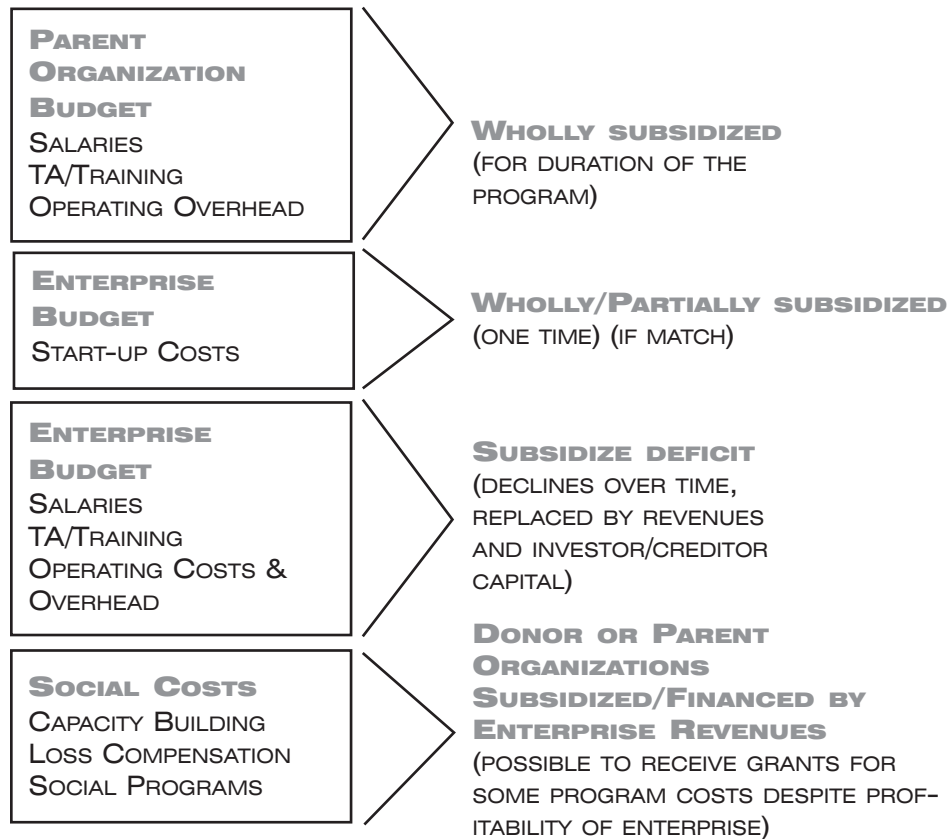 PARENT
ORGANIZATION
BUDGET
SALARIES
TA/TRAINING
OPERATING OVERHEAD
WHOLLY SUBSIDIZED
(FOR DURATION OF THE
PROGRAM)
ENTERPRISE
BUDGET
START-UP COSTS
WHOLLY/PARTIALLY SUBSIDIZED
(ONE TIME) (IF MATCH)
ENTERPRISE
BUDGET
SALARIES
TA/TRAINING
OPERATING COSTS &
OVERHEAD
SUBSIDIZE DEFICIT
(DECLINES OVER TIME,
REPLACED BY REVENUES
AND INVESTOR/CREDITOR
CAPITAL)
SOCIAL COSTS
CAPACITY BUILDING
LOSS COMPENSATION
SOCIAL PROGRAMS
DONOR OR PARENT
ORGANIZATIONS
SUBSIDIZED/FINANCED BY
ENTERPRISE REVENUES
(POSSIBLE TO RECEIVE GRANTS FOR
SOME PROGRAM COSTS DESPITE PROF-
ITABILITY OF ENTERPRISE)